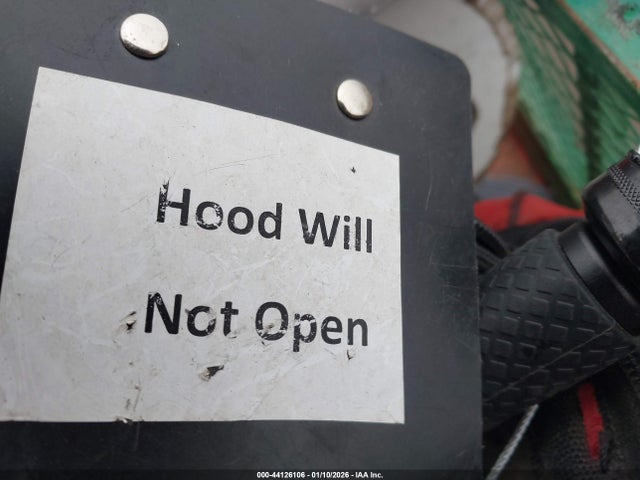 Hood Will
Not Open
000-44126106 - 01/10/2026 - IAA Inc.